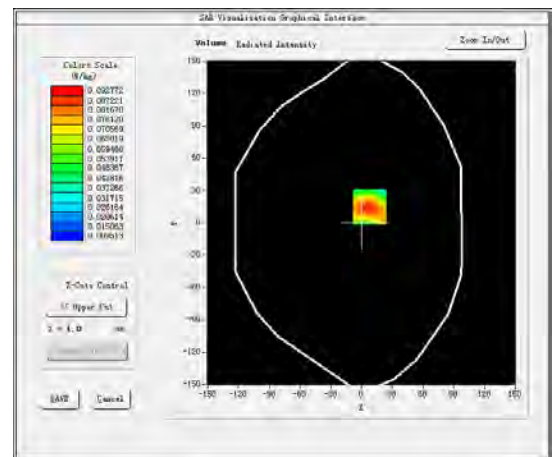 SAR Visualisation Graphical Interface
Volume Radiated Intensity
Zoom In/Out
Colors Scale
(W/kg)
0.092772
0.087221
0.081670
0.076120
0.070569
0.065019
0.059468
0.053917
0.048367
0.042816
0.037266
0.031715
0.026164
0.020614
0.015063
150
120
90
60
30
0
-30
-60
-90
-120
-150
-150 -120 -90 -60 -30 0 30 60 90 120 150
X
Y
Z-Cuts Control
Upper Cut
SAVE
Cancel